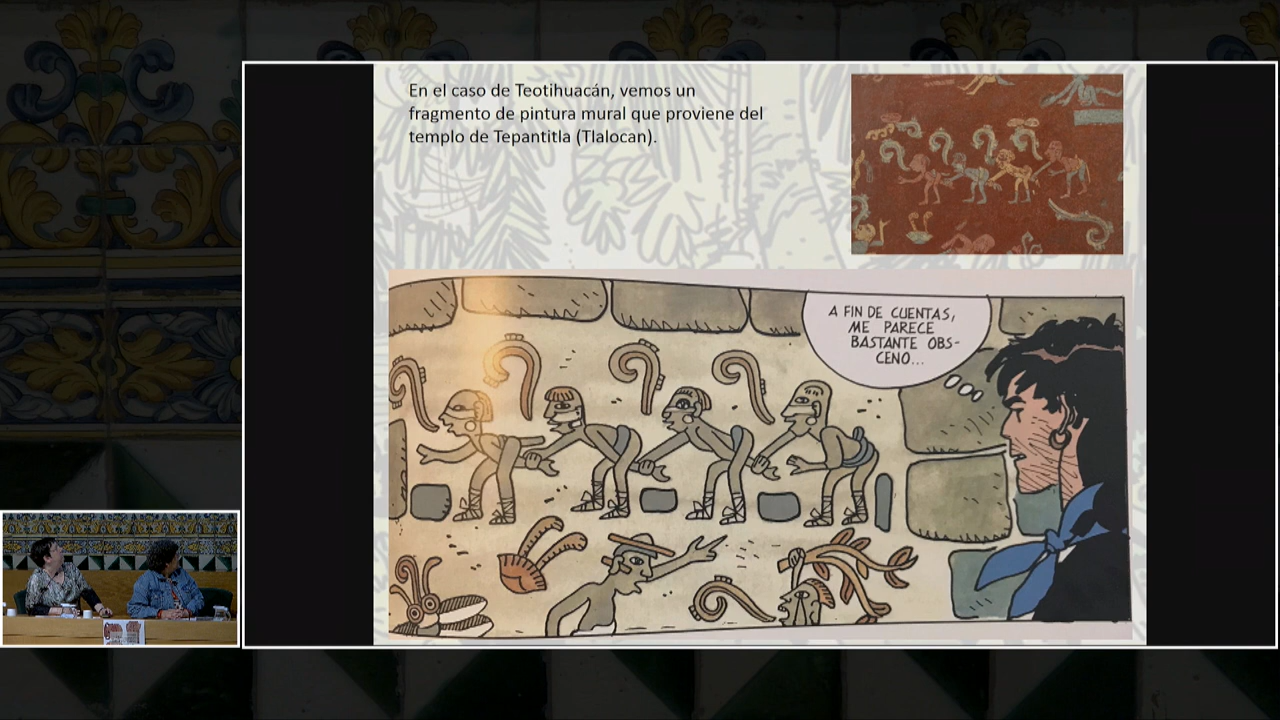 En el caso de Teotihuacán, vemos un
fragmento de pintura mural que proviene del
templo de Tepantitla (Tlalocan).
A FIN DE CUENTAS,
ME PARECE
BASTANTE OBS-
CENO...